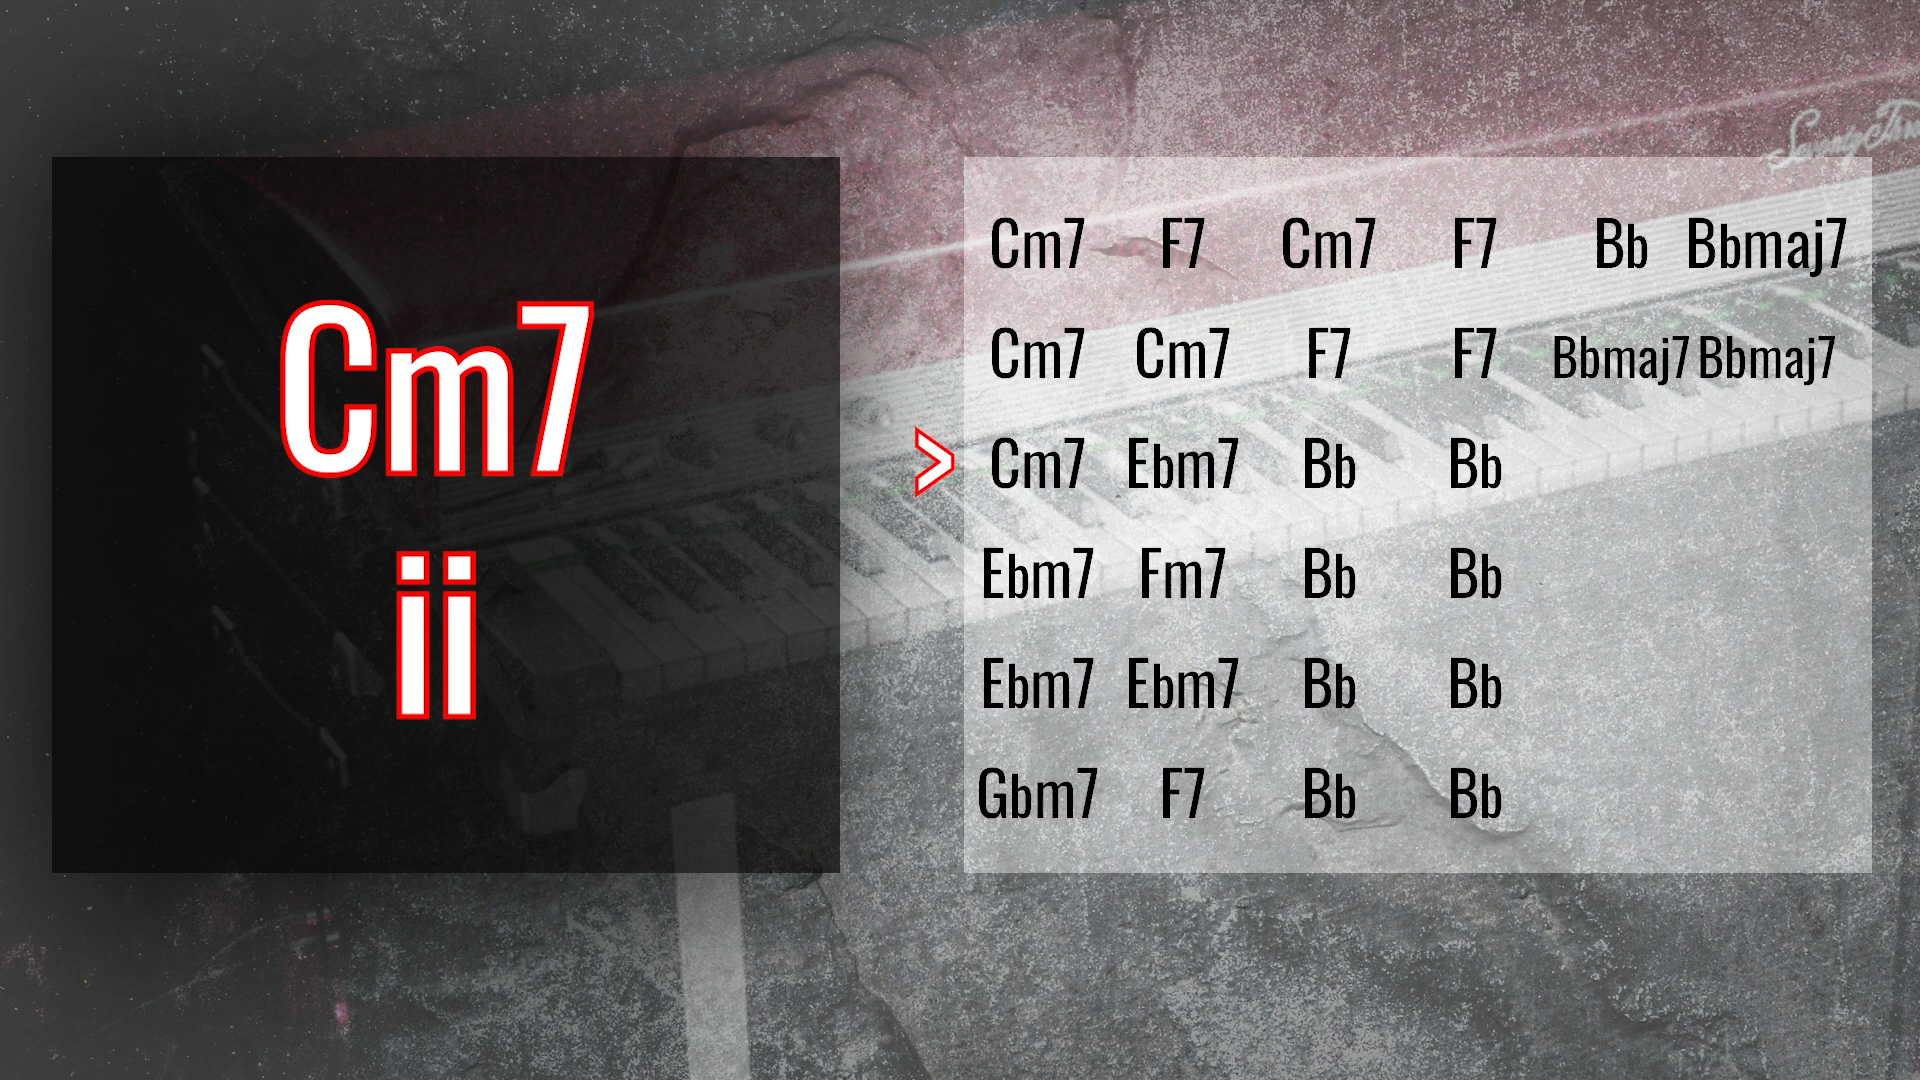 Cm7
ii
Cm7 F7 Cm7 F7 Bb Bbmaj7
Cm7 Cm7 F7 F7 Bbmaj7 Bbmaj7
> Cm7 Ebm7 Bb Bb
Ebm7 Fm7 Bb Bb
Ebm7 Ebm7 Bb Bb
Gbm7 F7 Bb Bb